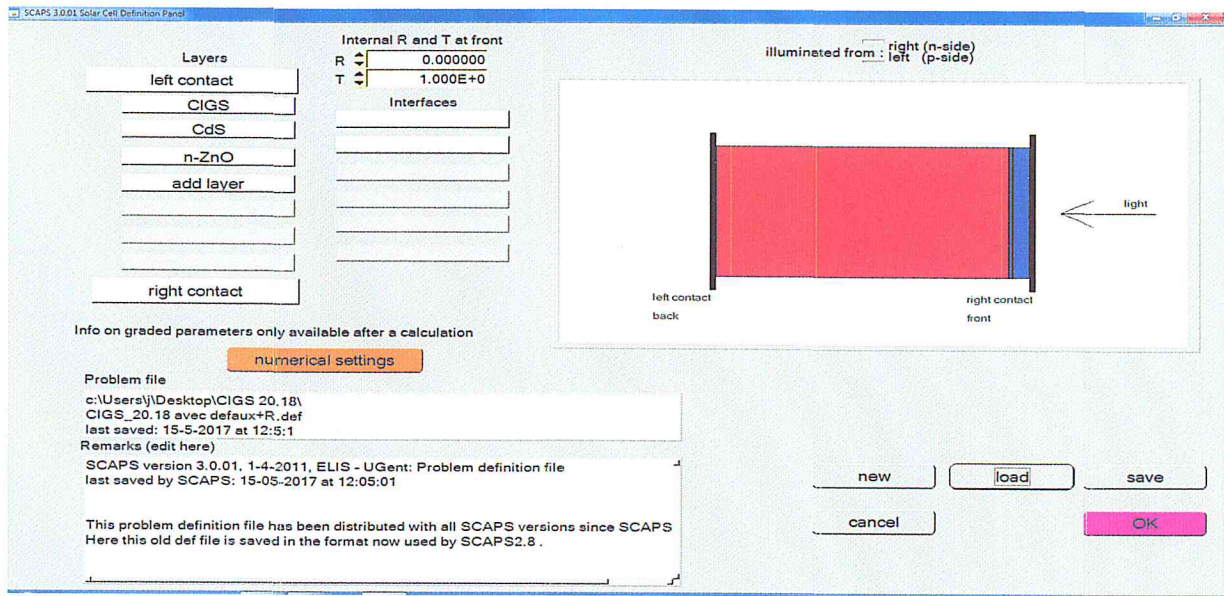 SCAPS 3.0.01 Solar Cell Definition Panel
Layers
left contact
CIGS
CdS
n-ZnO
add layer
right contact
Internal R and T at front
R 0.000000
T 1.000E+0
Interfaces
illuminated from : right (n-side)
left (p-side)
light
left contact
back
right contact
front
Info on graded parameters only available after a calculation
numerical settings
Problem file
c:\Users\j\Desktop\CIGS 20.18\
CIGS_20.18 avec defaux+R.def
last saved: 15-5-2017 at 12:5:1
Remarks (edit here)
SCAPS version 3.0.01, 1-4-2011, ELIS - UGent: Problem definition file
last saved by SCAPS: 15-05-2017 at 12:05:01
This problem definition file has been distributed with all SCAPS versions since SCAPS
Here this old def file is saved in the format now used by SCAPS2.8 .
new
load
save
cancel
OK